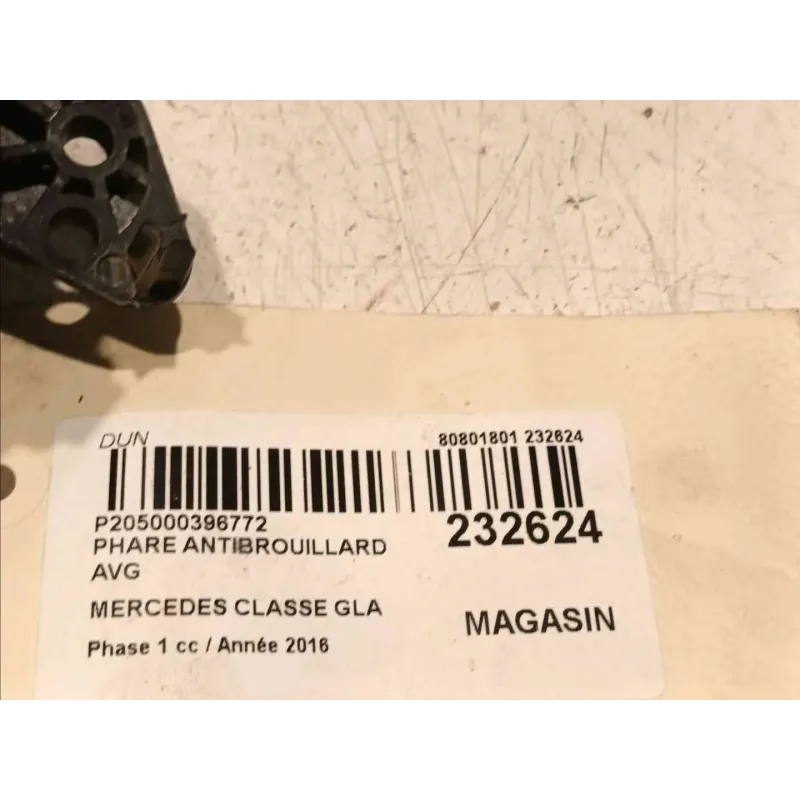 DUN
80801801 232624
P205000396772
232624
PHARE ANTIBROUILLARD
AVG
MERCEDES CLASSE GLA
MAGASIN
Phase 1 cc / Année 2016